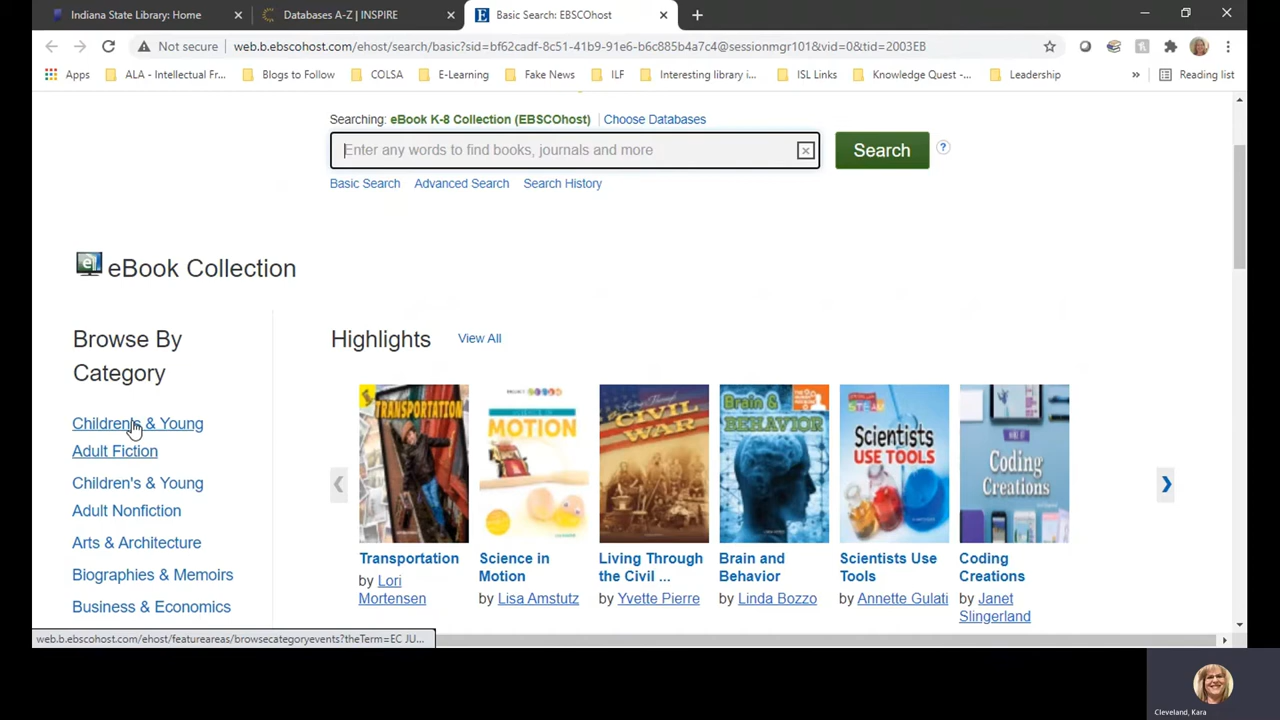 Indiana State Library: Home
Databases A-Z | INSPIRE
Basic Search: EBSCOhost
Not secure
web.b.ebscohost.com/ehost/search/basic?sid=bf62cadf-8c51-41b9-91e6-b6c885b4a7c4@sessionmgr101&vid=0&tid=2003EB
Apps ALA - Intellectual Fr... Blogs to Follow COLSA E-Learning Fake News ILF Interesting library i... ISL Links Knowledge Quest -... Leadership » Reading list
Searching: eBook K-8 Collection (EBSCOhost) Choose Databases
Enter any words to find books, journals and more
Search
?
Basic Search Advanced Search Search History
eBook Collection
Browse By
Category
Children's & Young
Adult Fiction
Children's & Young
Adult Nonfiction
Arts & Architecture
Biographies & Memoirs
Business & Economics
Highlights View All
TRANSPORTATION
MOTION
Living Through the
CIVIL WAR
Brain &
BEHAVIOR
STEAM
Scientists
USE TOOLS
Coding
Creations
Transportation
by Lori
Mortensen
Science in
Motion
by Lisa Amstutz
Living Through
the Civil ...
by Yvette Pierre
Brain and
Behavior
by Linda Bozzo
Scientists Use
Tools
by Annette Gulati
Coding
Creations
by Janet
Slingerland
web.b.ebscohost.com/ehost/featureareas/browsecategoryevents?theTerm=EC JU...
Cleveland, Kara